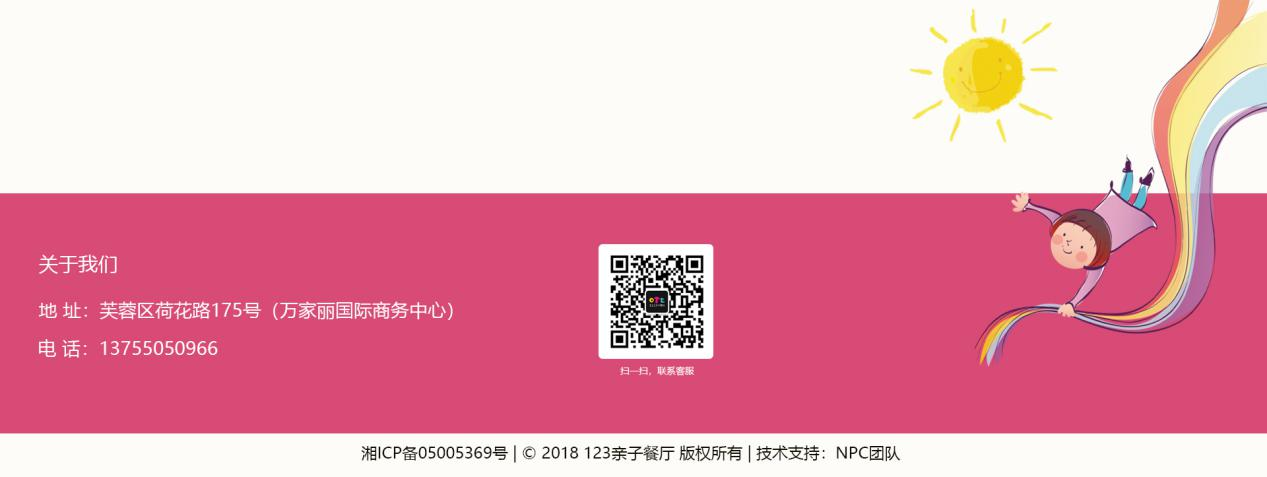 关于我们
地 址：芙蓉区荷花路175号（万家丽国际商务中心）
电 话：13755050966
扫一扫，联系客服
湘ICP备05005369号 | © 2018 123亲子餐厅 版权所有 | 技术支持：NPC团队